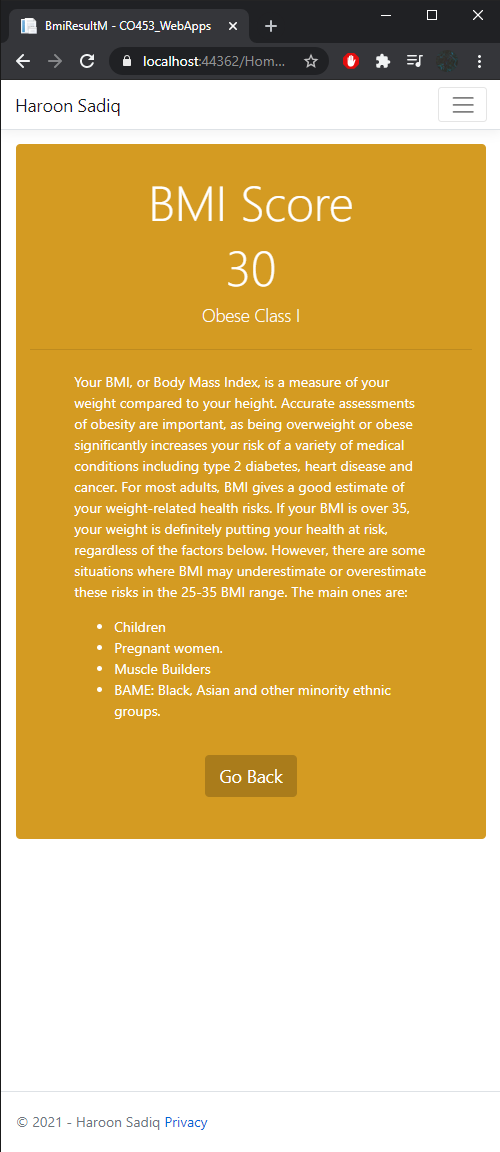 BmiResultM - CO453_WebApps
localhost:44362/Hom...
Haroon Sadiq
BMI Score
30
Obese Class I
Your BMI, or Body Mass Index, is a measure of your
weight compared to your height. Accurate assessments
of obesity are important, as being overweight or obese
significantly increases your risk of a variety of medical
conditions including type 2 diabetes, heart disease and
cancer. For most adults, BMI gives a good estimate of
your weight-related health risks. If your BMI is over 35,
your weight is definitely putting your health at risk,
regardless of the factors below. However, there are some
situations where BMI may underestimate or overestimate
these risks in the 25-35 BMI range. The main ones are:
• Children
• Pregnant women.
• Muscle Builders
• BAME: Black, Asian and other minority ethnic
groups.
Go Back
© 2021 - Haroon Sadiq Privacy